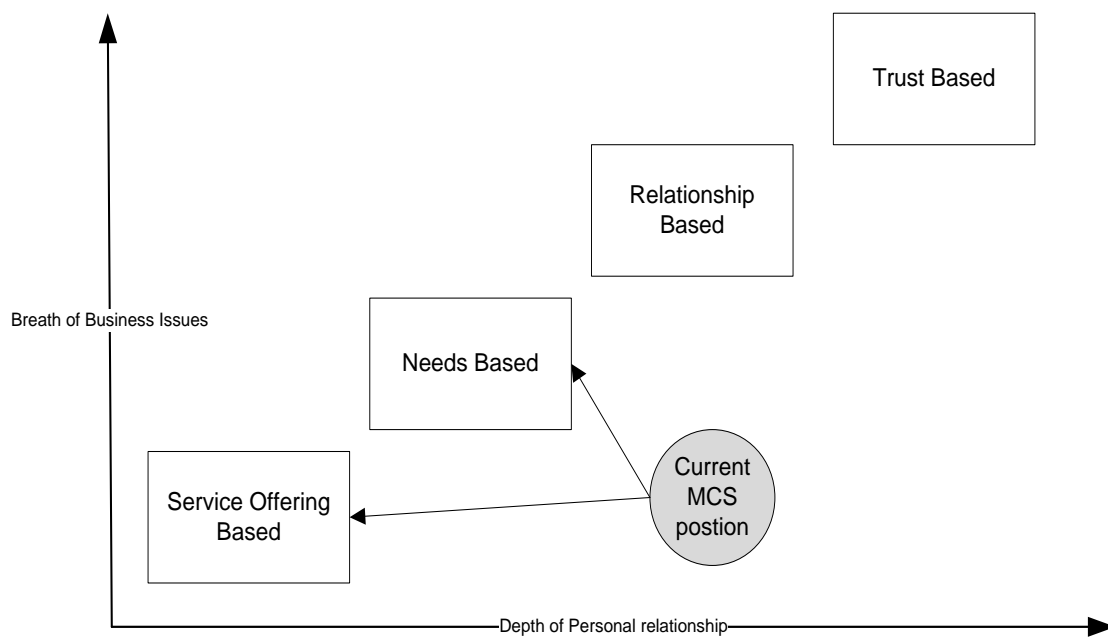 Trust Based
Relationship
Based
Breath of Business Issues
Needs Based
Current
MCS
postion
Service Offering
Based
Depth of Personal relationship